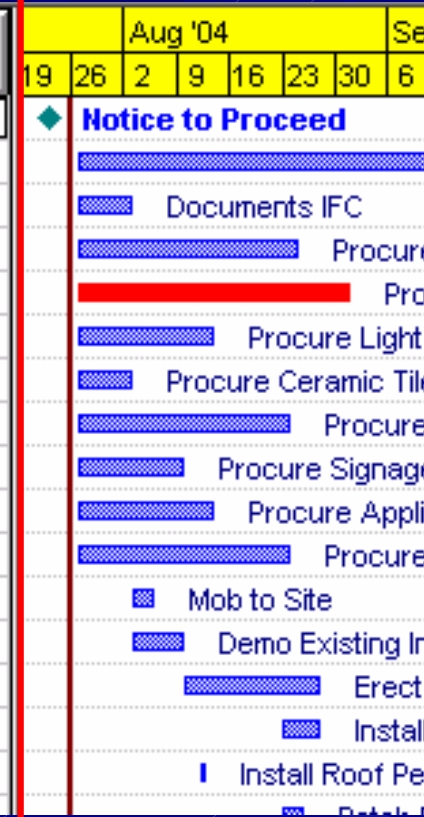 Aug '04 Se
19 26 2 9 16 23 30 6
Notice to Proceed
Documents IFC
Procure
Pro
Procure Light
Procure Ceramic Tile
Procure
Procure Signage
Procure Appli
Procure
Mob to Site
Demo Existing In
Erect
Install
Install Roof Pe